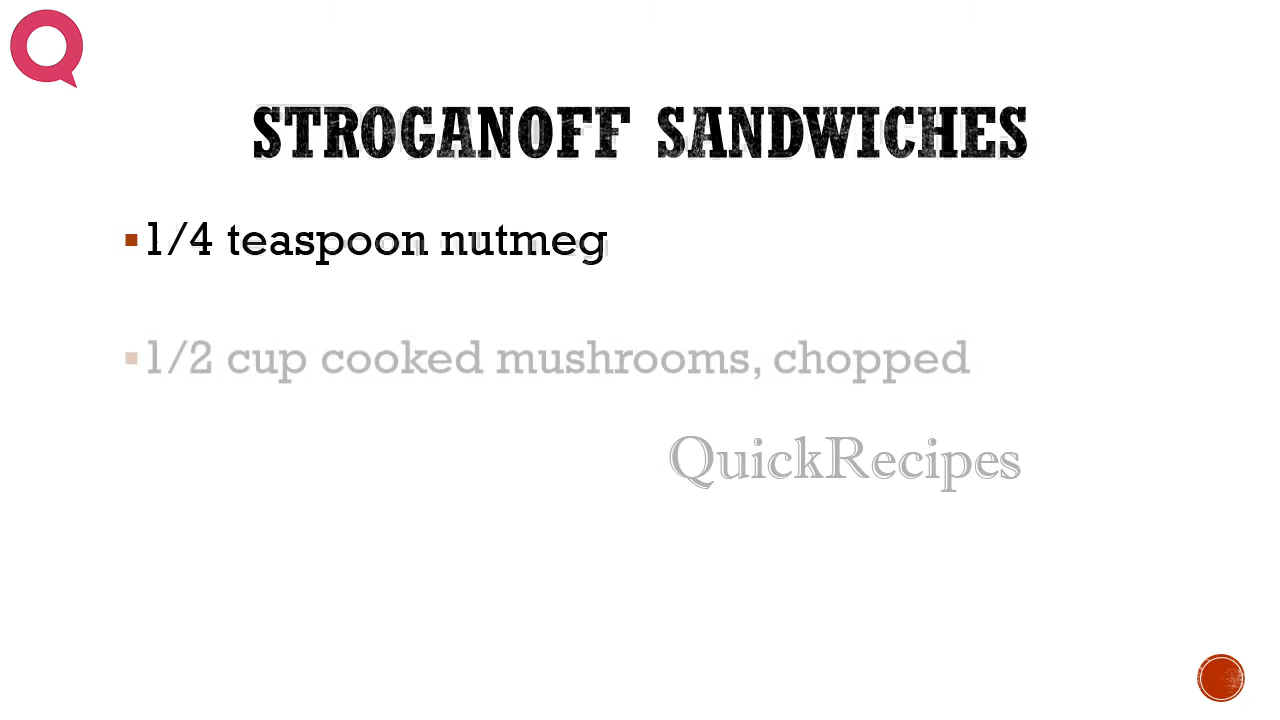 STROGANOFF SANDWICHES
1/4 teaspoon nutmeg
1/2 cup cooked mushrooms, chopped
QuickRecipes